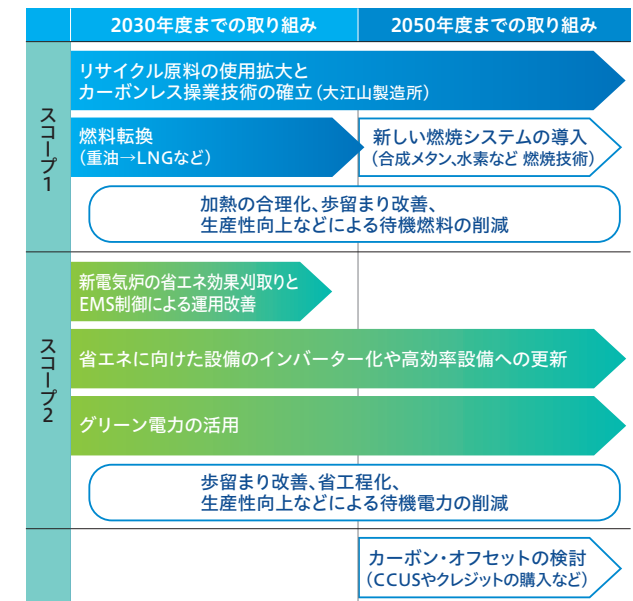 2030年度までの取り組み
2050年度までの取り組み
スコープ1
リサイクル原料の使用拡大と
カーボンレス操業技術の確立（大江山製造所）
燃料転換
（重油→LNGなど）
新しい燃焼システムの導入
（合成メタン、水素など 燃焼技術）
加熱の合理化、歩留まり改善、
生産性向上などによる待機燃料の削減
スコープ2
新電気炉の省エネ効果刈取りと
EMS制御による運用改善
省エネに向けた設備のインバーター化や高効率設備への更新
グリーン電力の活用
歩留まり改善、省工程化、
生産性向上などによる待機電力の削減
カーボン・オフセットの検討
（CCUSやクレジットの購入など）